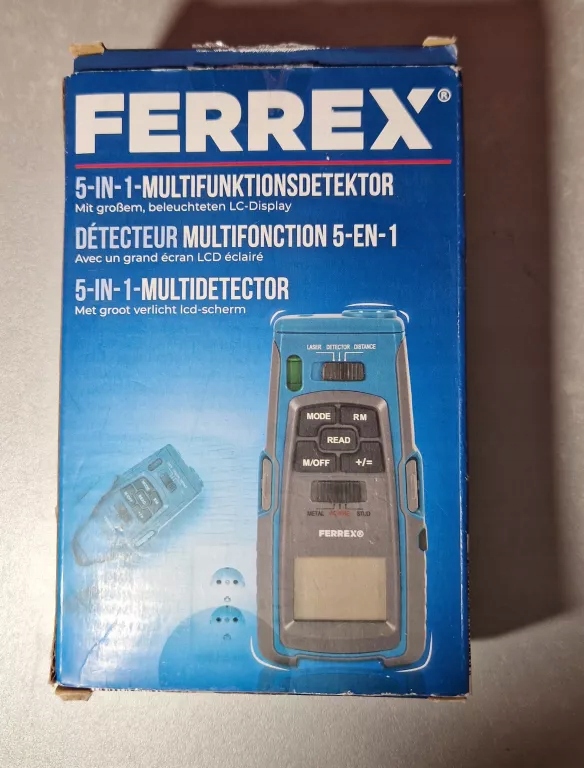 FERREX®
5-IN-1-MULTIFUNKTIONSDETEKTOR
Mit großem, beleuchteten LC-Display
DÉTECTEUR MULTIFONCTION 5-EN-1
Avec un grand écran LCD éclairé
5-IN-1-MULTIDETECTOR
Met groot verlicht lcd-scherm
LASER DETECTOR DISTANCE
MODE RM
READ
M/OFF +/=
METAL AC WIRE STUD
FERREX®